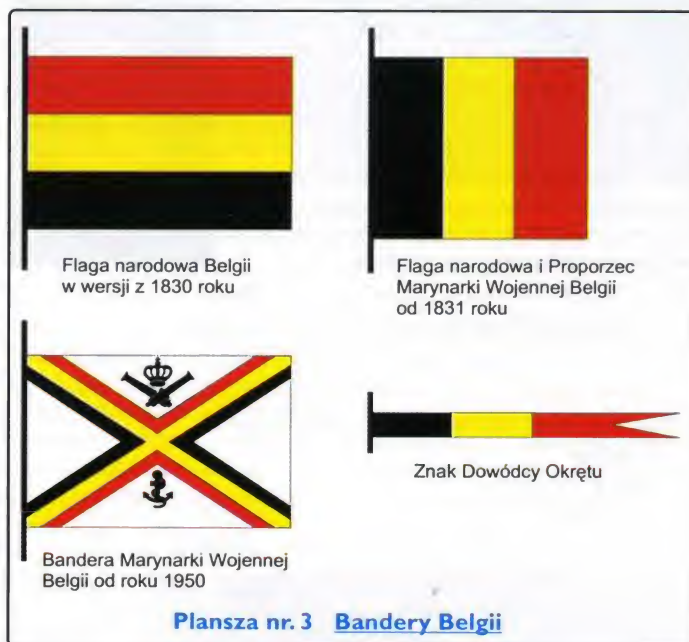 Flaga narodowa Belgii
w wersji z 1830 roku
Flaga narodowa i Proporzec
Marynarki Wojennej Belgii
od 1831 roku
Bandera Marynarki Wojennej
Belgii od roku 1950
Znak Dowódcy Okrętu
Plansza nr. 3 Bandery Belgii